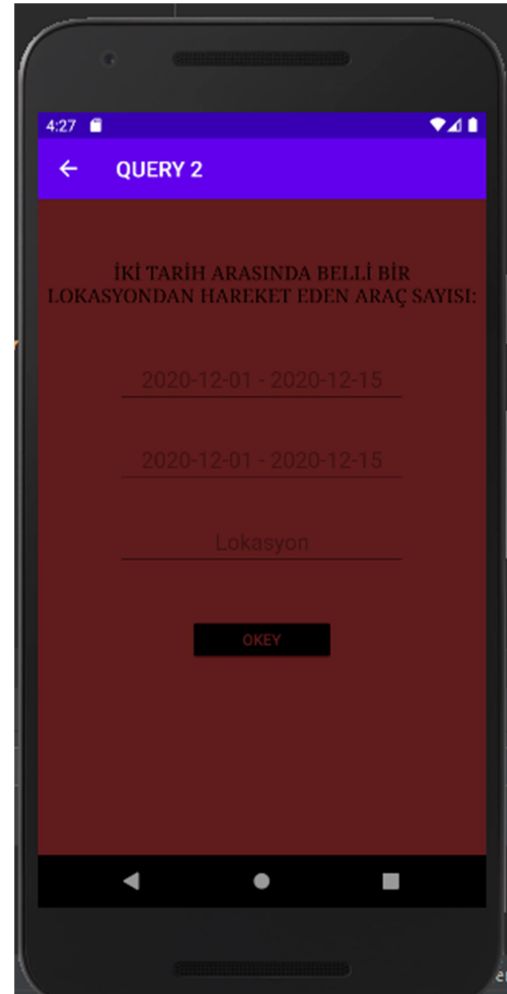 4:27
QUERY 2
İKİ TARİH ARASINDA BELLİ BİR
LOKASYONDAN HAREKET EDEN ARAÇ SAYISI:
2020-12-01 - 2020-12-15
2020-12-01 - 2020-12-15
Lokasyon
OKEY